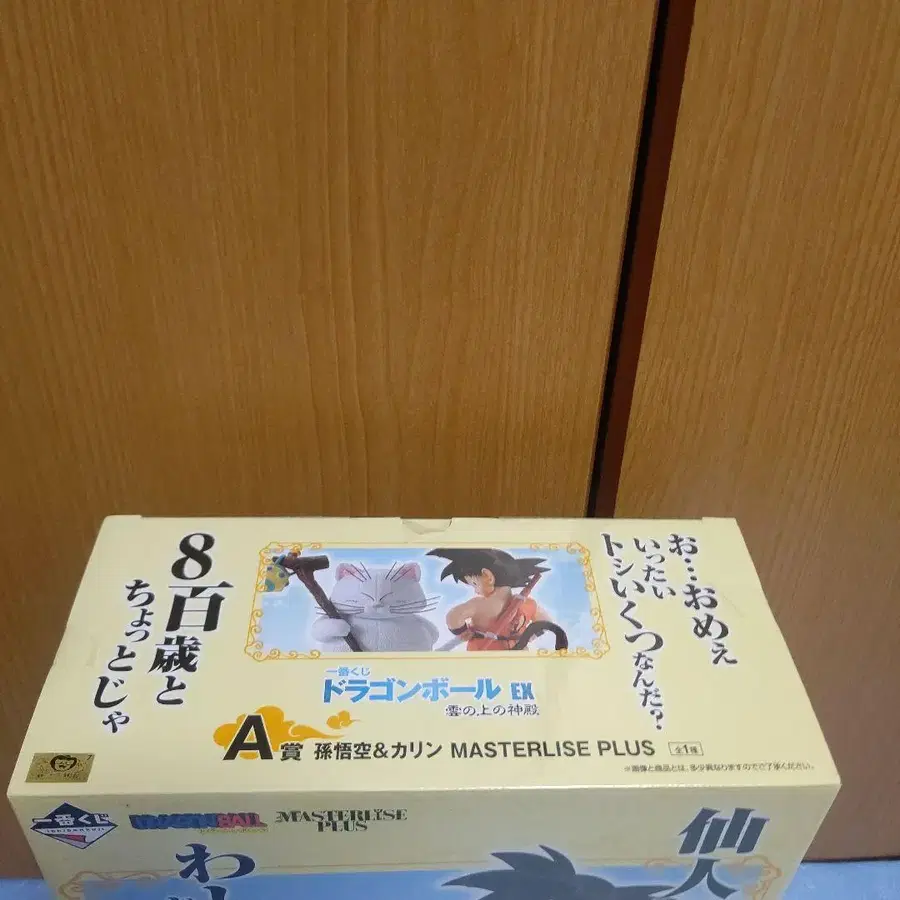 お…おめぇ
いったい
トシいくつなんだ?
8百歳と
ちょっとじゃ
一番くじ
ドラゴンボール EX
雲の上の神殿
A賞 孫悟空&カリン MASTERLISE PLUS 全1種
※画像と商品とは、多少異なりますのでご了承ください。
一番くじ
ICHIBANKUJI
DRAGON BALL
MASTERLISE
PLUS
仙人
わ